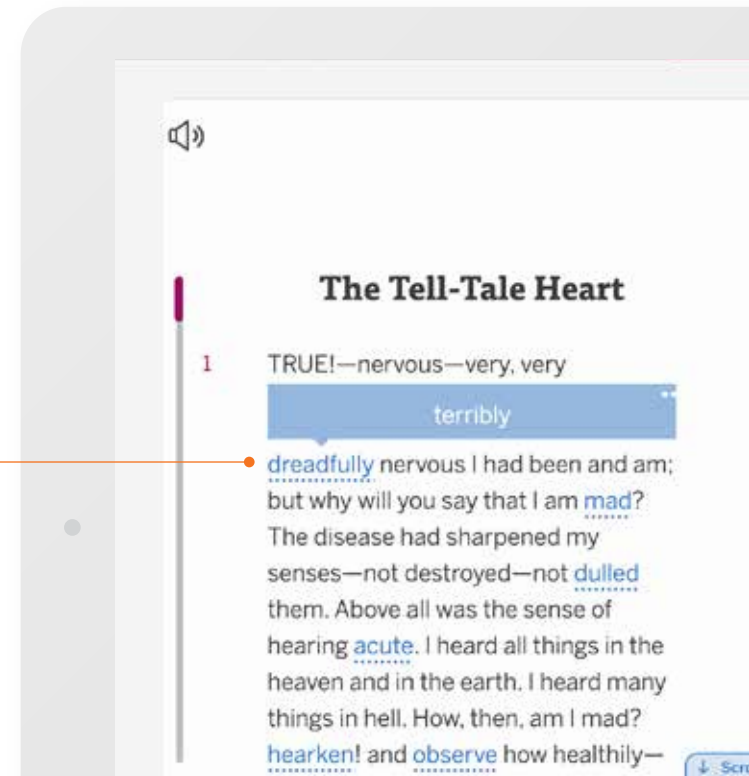 The Tell-Tale Heart
1 TRUE!—nervous—very, very
terribly
dreadfully nervous I had been and am;
but why will you say that I am mad?
The disease had sharpened my
senses—not destroyed—not dulled
them. Above all was the sense of
hearing acute. I heard all things in the
heaven and in the earth. I heard many
things in hell. How, then, am I mad?
hearken! and observe how healthily—